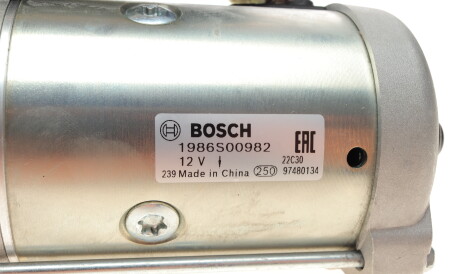 BOSCH
1986S00982 EAC
12 V 22C30
239 Made in China 250 97480134